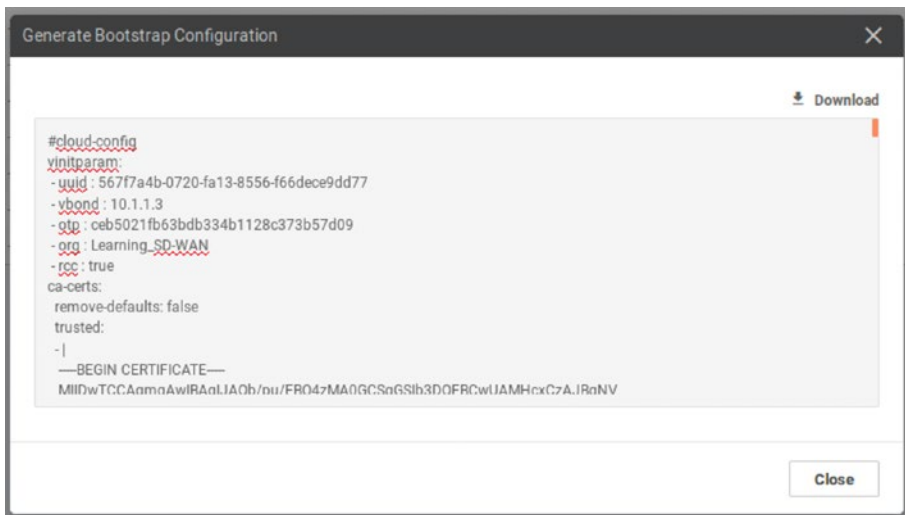 Generate Bootstrap Configuration
Download
#cloud-config
vinitparam:
- uuid : 567f7a4b-0720-fa13-8556-f66dece9dd77
- vbond : 10.1.1.3
- otp : ceb5021fb63bdb334b1128c373b57d09
- org : Learning_SD-WAN
- rcc : true
ca-certs:
remove-defaults: false
trusted:
- |
-----BEGIN CERTIFICATE-----
Close